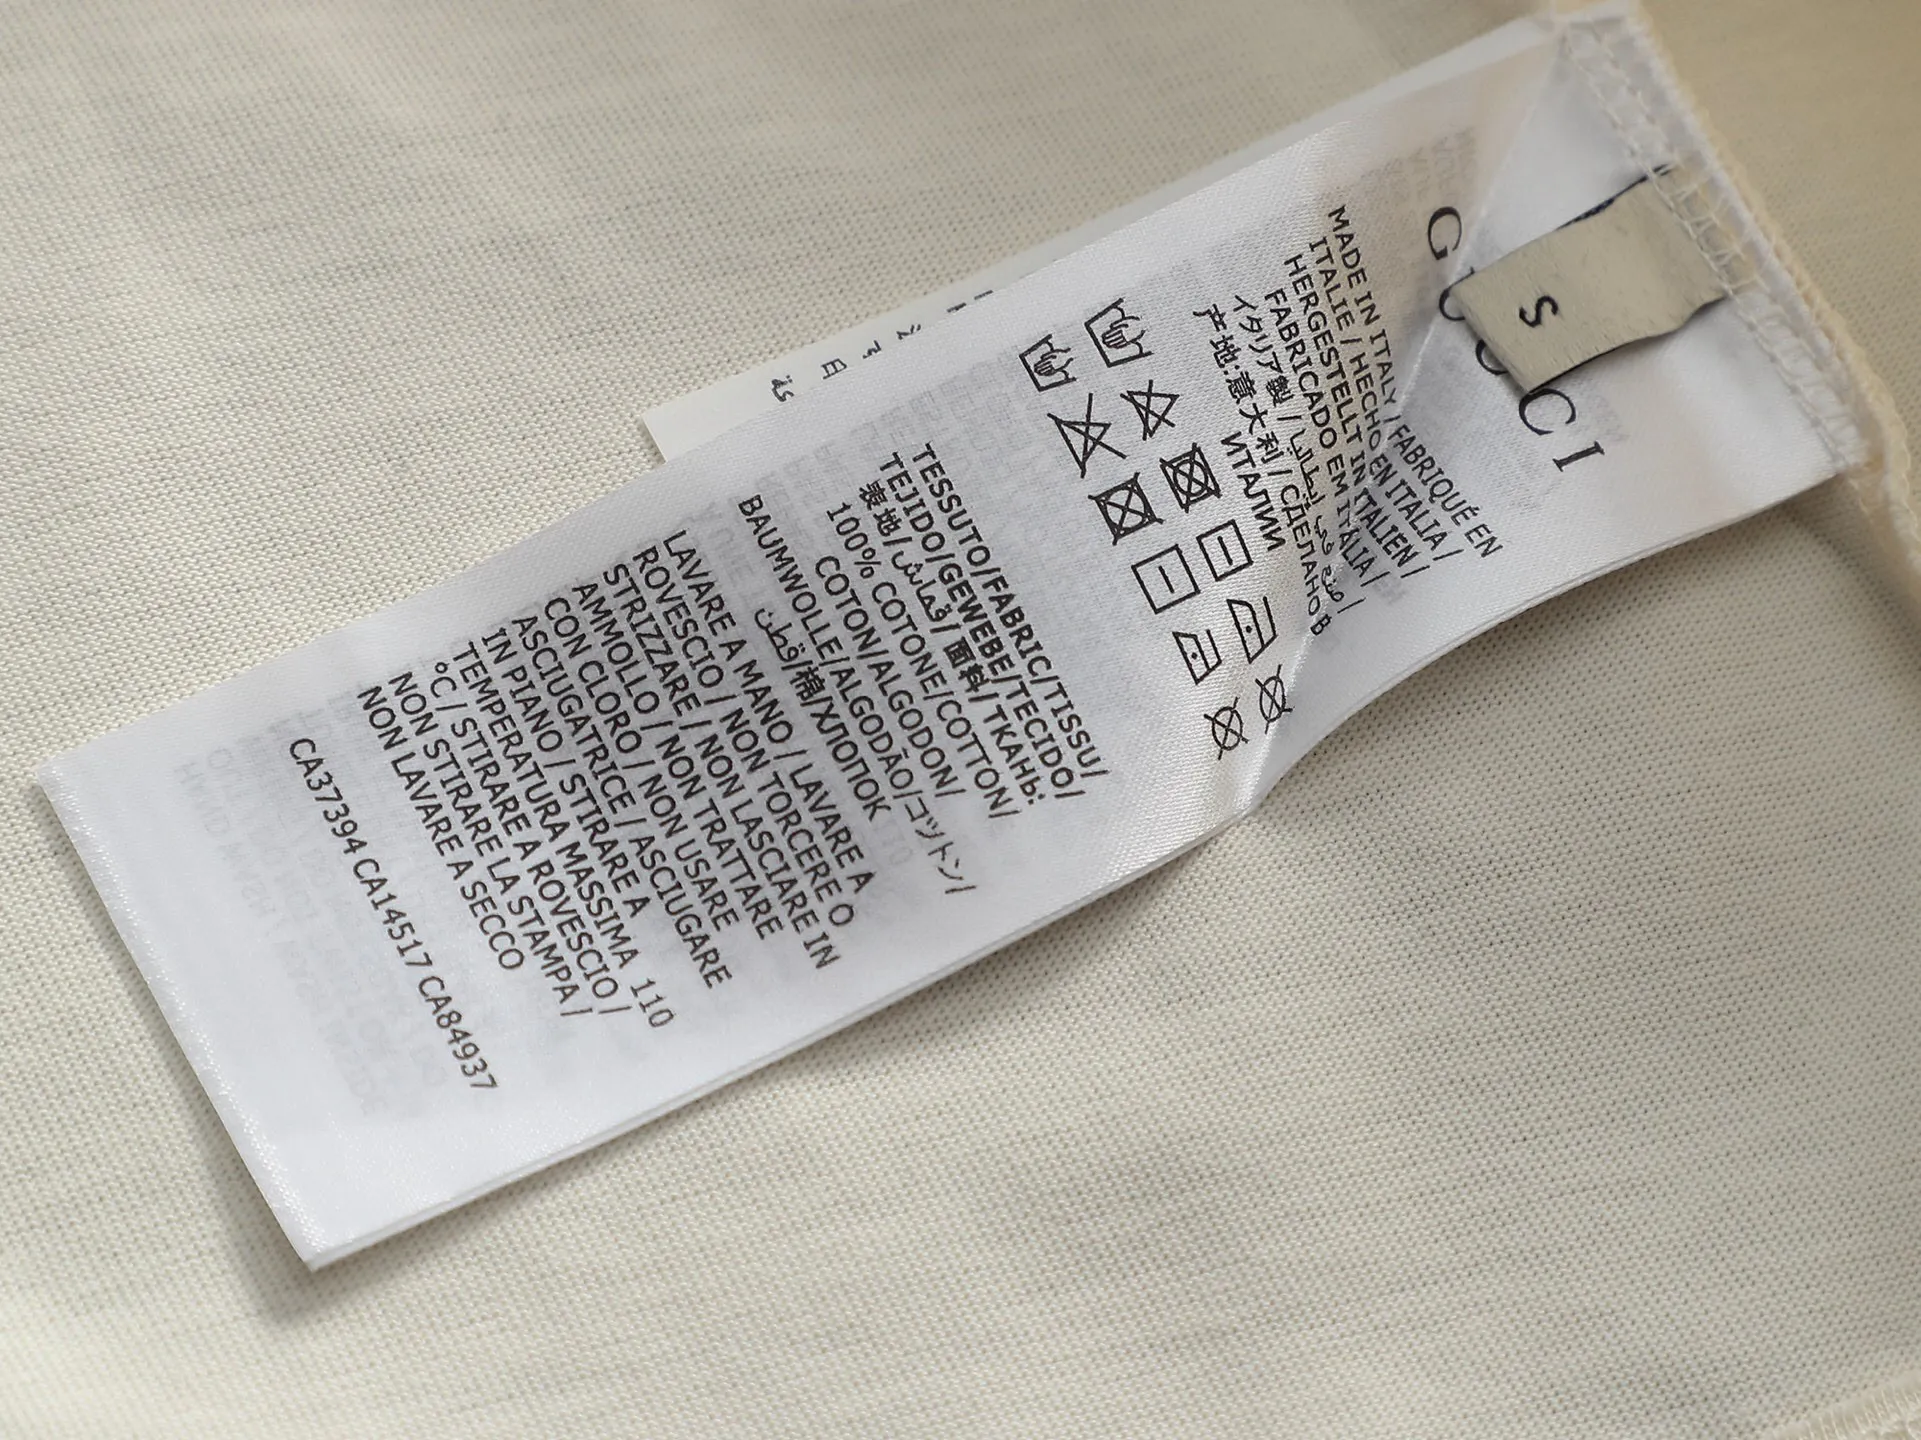 GUCCI
S
MADE IN ITALY / FABRIQUÉ EN
ITALIE / HECHO EN ITALIA /
HERGESTELLT IN ITALIEN /
FABRICADO EM ITÁLIA /
イタリア製 / صنع في إيطاليا /
产地:意大利 / СДЕЛАНО В
ИТАЛИИ
TESSUTO/FABRIC/TISSU/
TEJIDO/GEWEBE/TECIDO/
表地/قماش/面料/ТКАНЬ:
100% COTONE/COTTON/
COTON/ALGODON/
BAUMWOLLE/ALGODÃO/コットン/
قطن/棉/ХЛОПОК
LAVARE A MANO / LAVARE A
ROVESCIO / NON TORCERE O
STRIZZARE / NON LASCIARE IN
AMMOLLO / NON TRATTARE
CON CLORO / NON USARE
ASCIUGATRICE / ASCIUGARE
IN PIANO / STIRARE A
TEMPERATURA MASSIMA 110
°C / STIRARE A ROVESCIO /
NON STIRARE LA STAMPA /
NON LAVARE A SECCO
CA37394 CA14517 CA84937